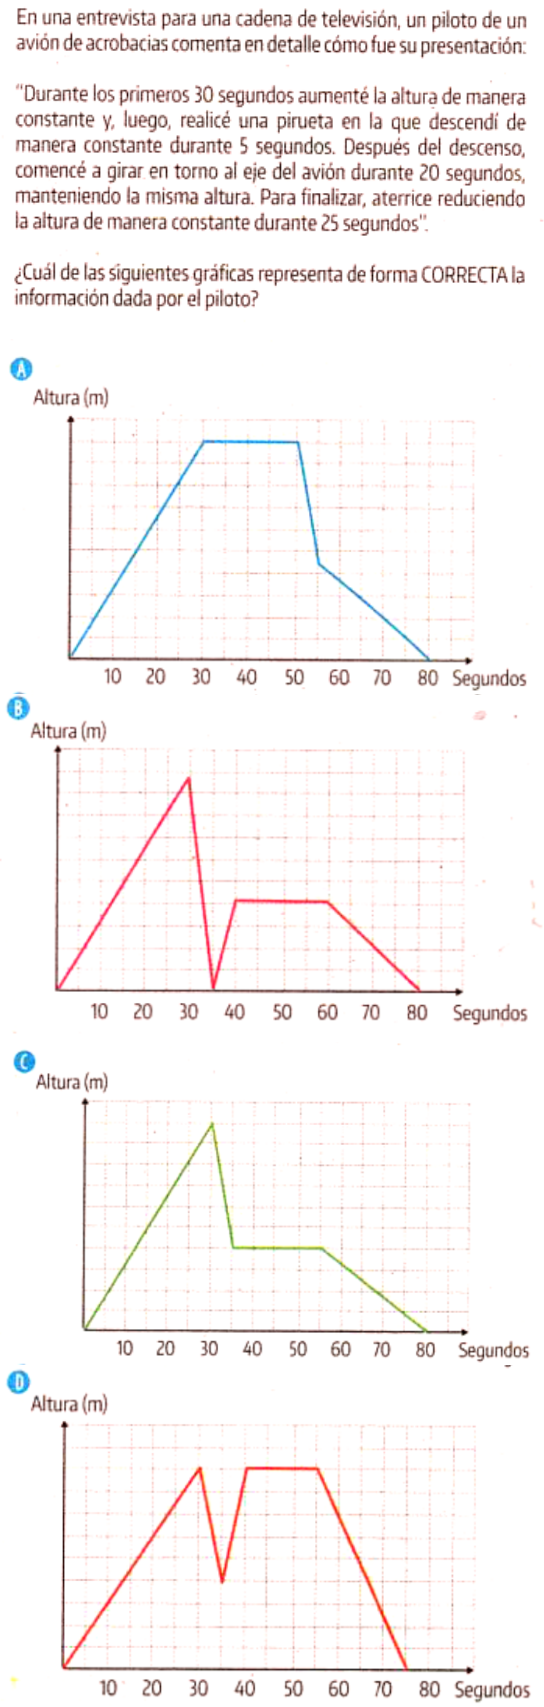 En una entrevista para una cadena de televisión, un piloto de un
avión de acrobacias comenta en detalle cómo fue su presentación:
"Durante los primeros 30 segundos aumenté la altura de manera
constante y, luego, realicé una pirueta en la que descendí de
manera constante durante 5 segundos. Después del descenso,
comencé a girar en torno al eje del avión durante 20 segundos,
manteniendo la misma altura. Para finalizar, aterrice reduciendo
la altura de manera constante durante 25 segundos".
¿Cuál de las siguientes gráficas representa de forma CORRECTA la
información dada por el piloto?
A
Altura (m)
10 20 30 40 50 60 70 80 Segundos
B
Altura (m)
10 20 30 40 50 60 70 80 Segundos
C
Altura (m)
10 20 30 40 50 60 70 80 Segundos
D
Altura (m)
10 20 30 40 50 60 70 80 Segundos